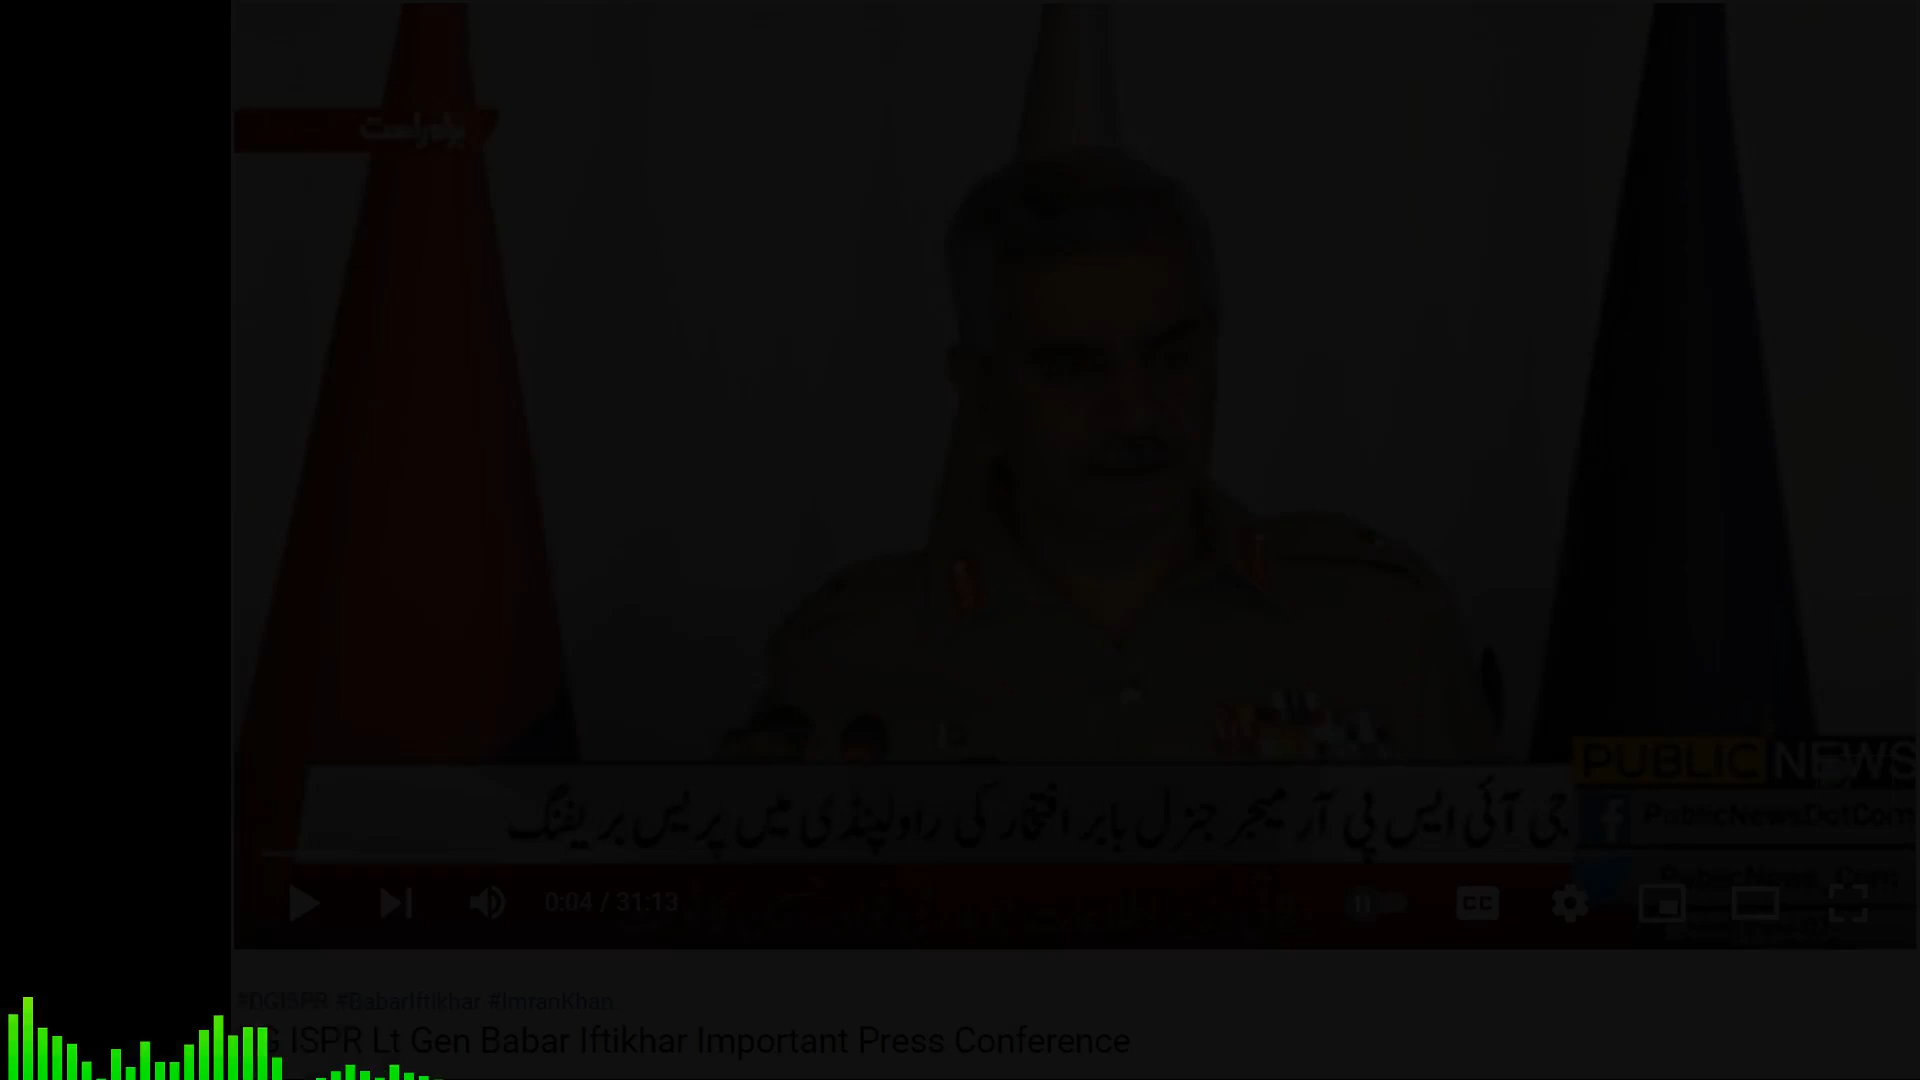 براہ راست
جی آئی ایس پی آر میجر جنرل بابر افتخار کی راولپنڈی میں پریس بریفنگ
PUBLIC NEWS
PublicNewsDotCom
0:04 / 31:13
CC
#DGISPR #BabarIftikhar #ImranKhan
ISPR Lt Gen Babar Iftikhar Important Press Conference